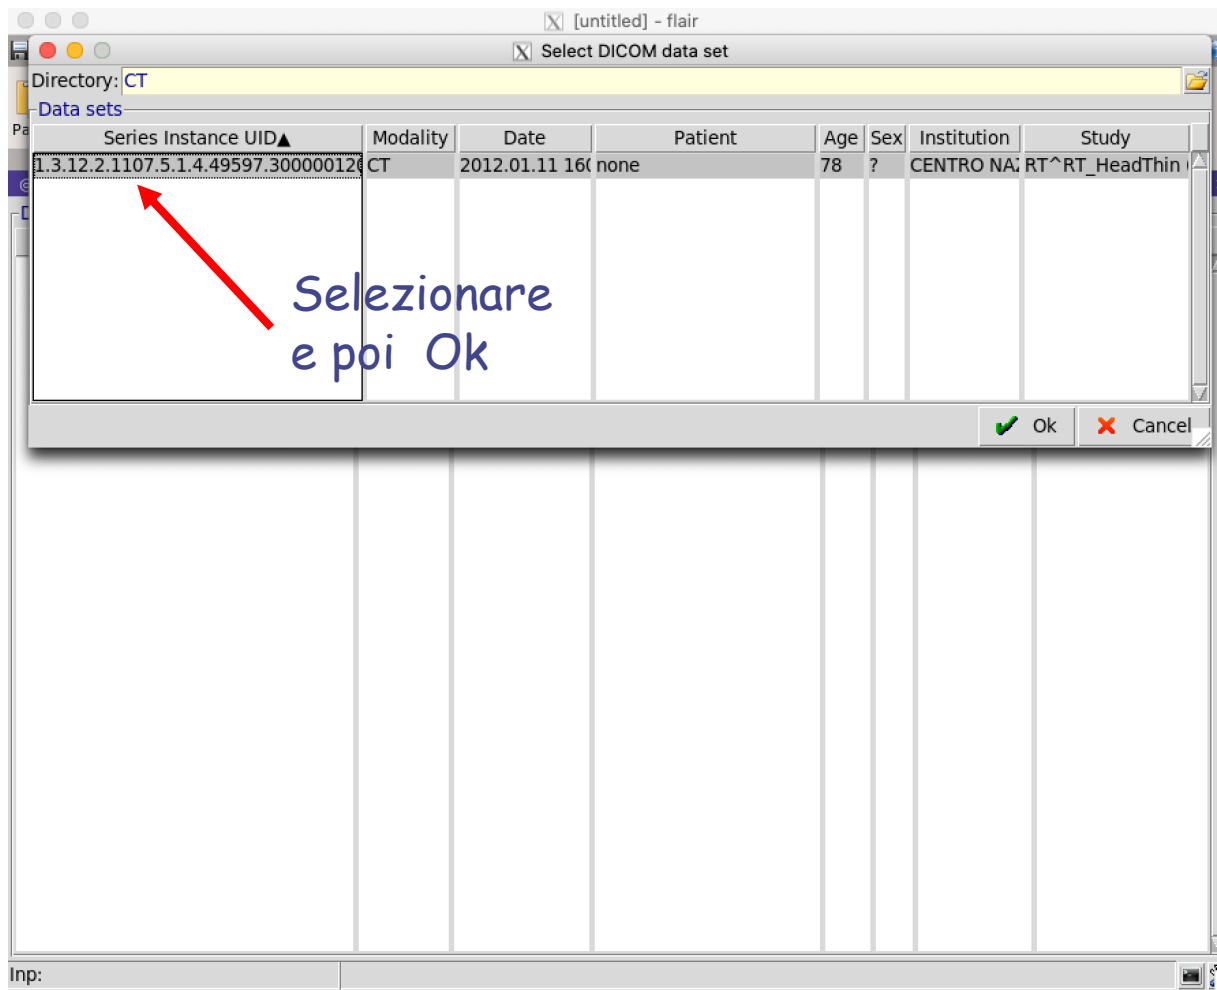 [untitled] - flair
Select DICOM data set
Directory: CT
Data sets
Series Instance UID▲ Modality Date Patient Age Sex Institution Study
1.3.12.2.1107.5.1.4.49597.30000012 CT 2012.01.11 160 none 78 ? CENTRO NAZ RT^RT_HeadThin
Selezionare
e poi Ok
Ok Cancel
Inp: